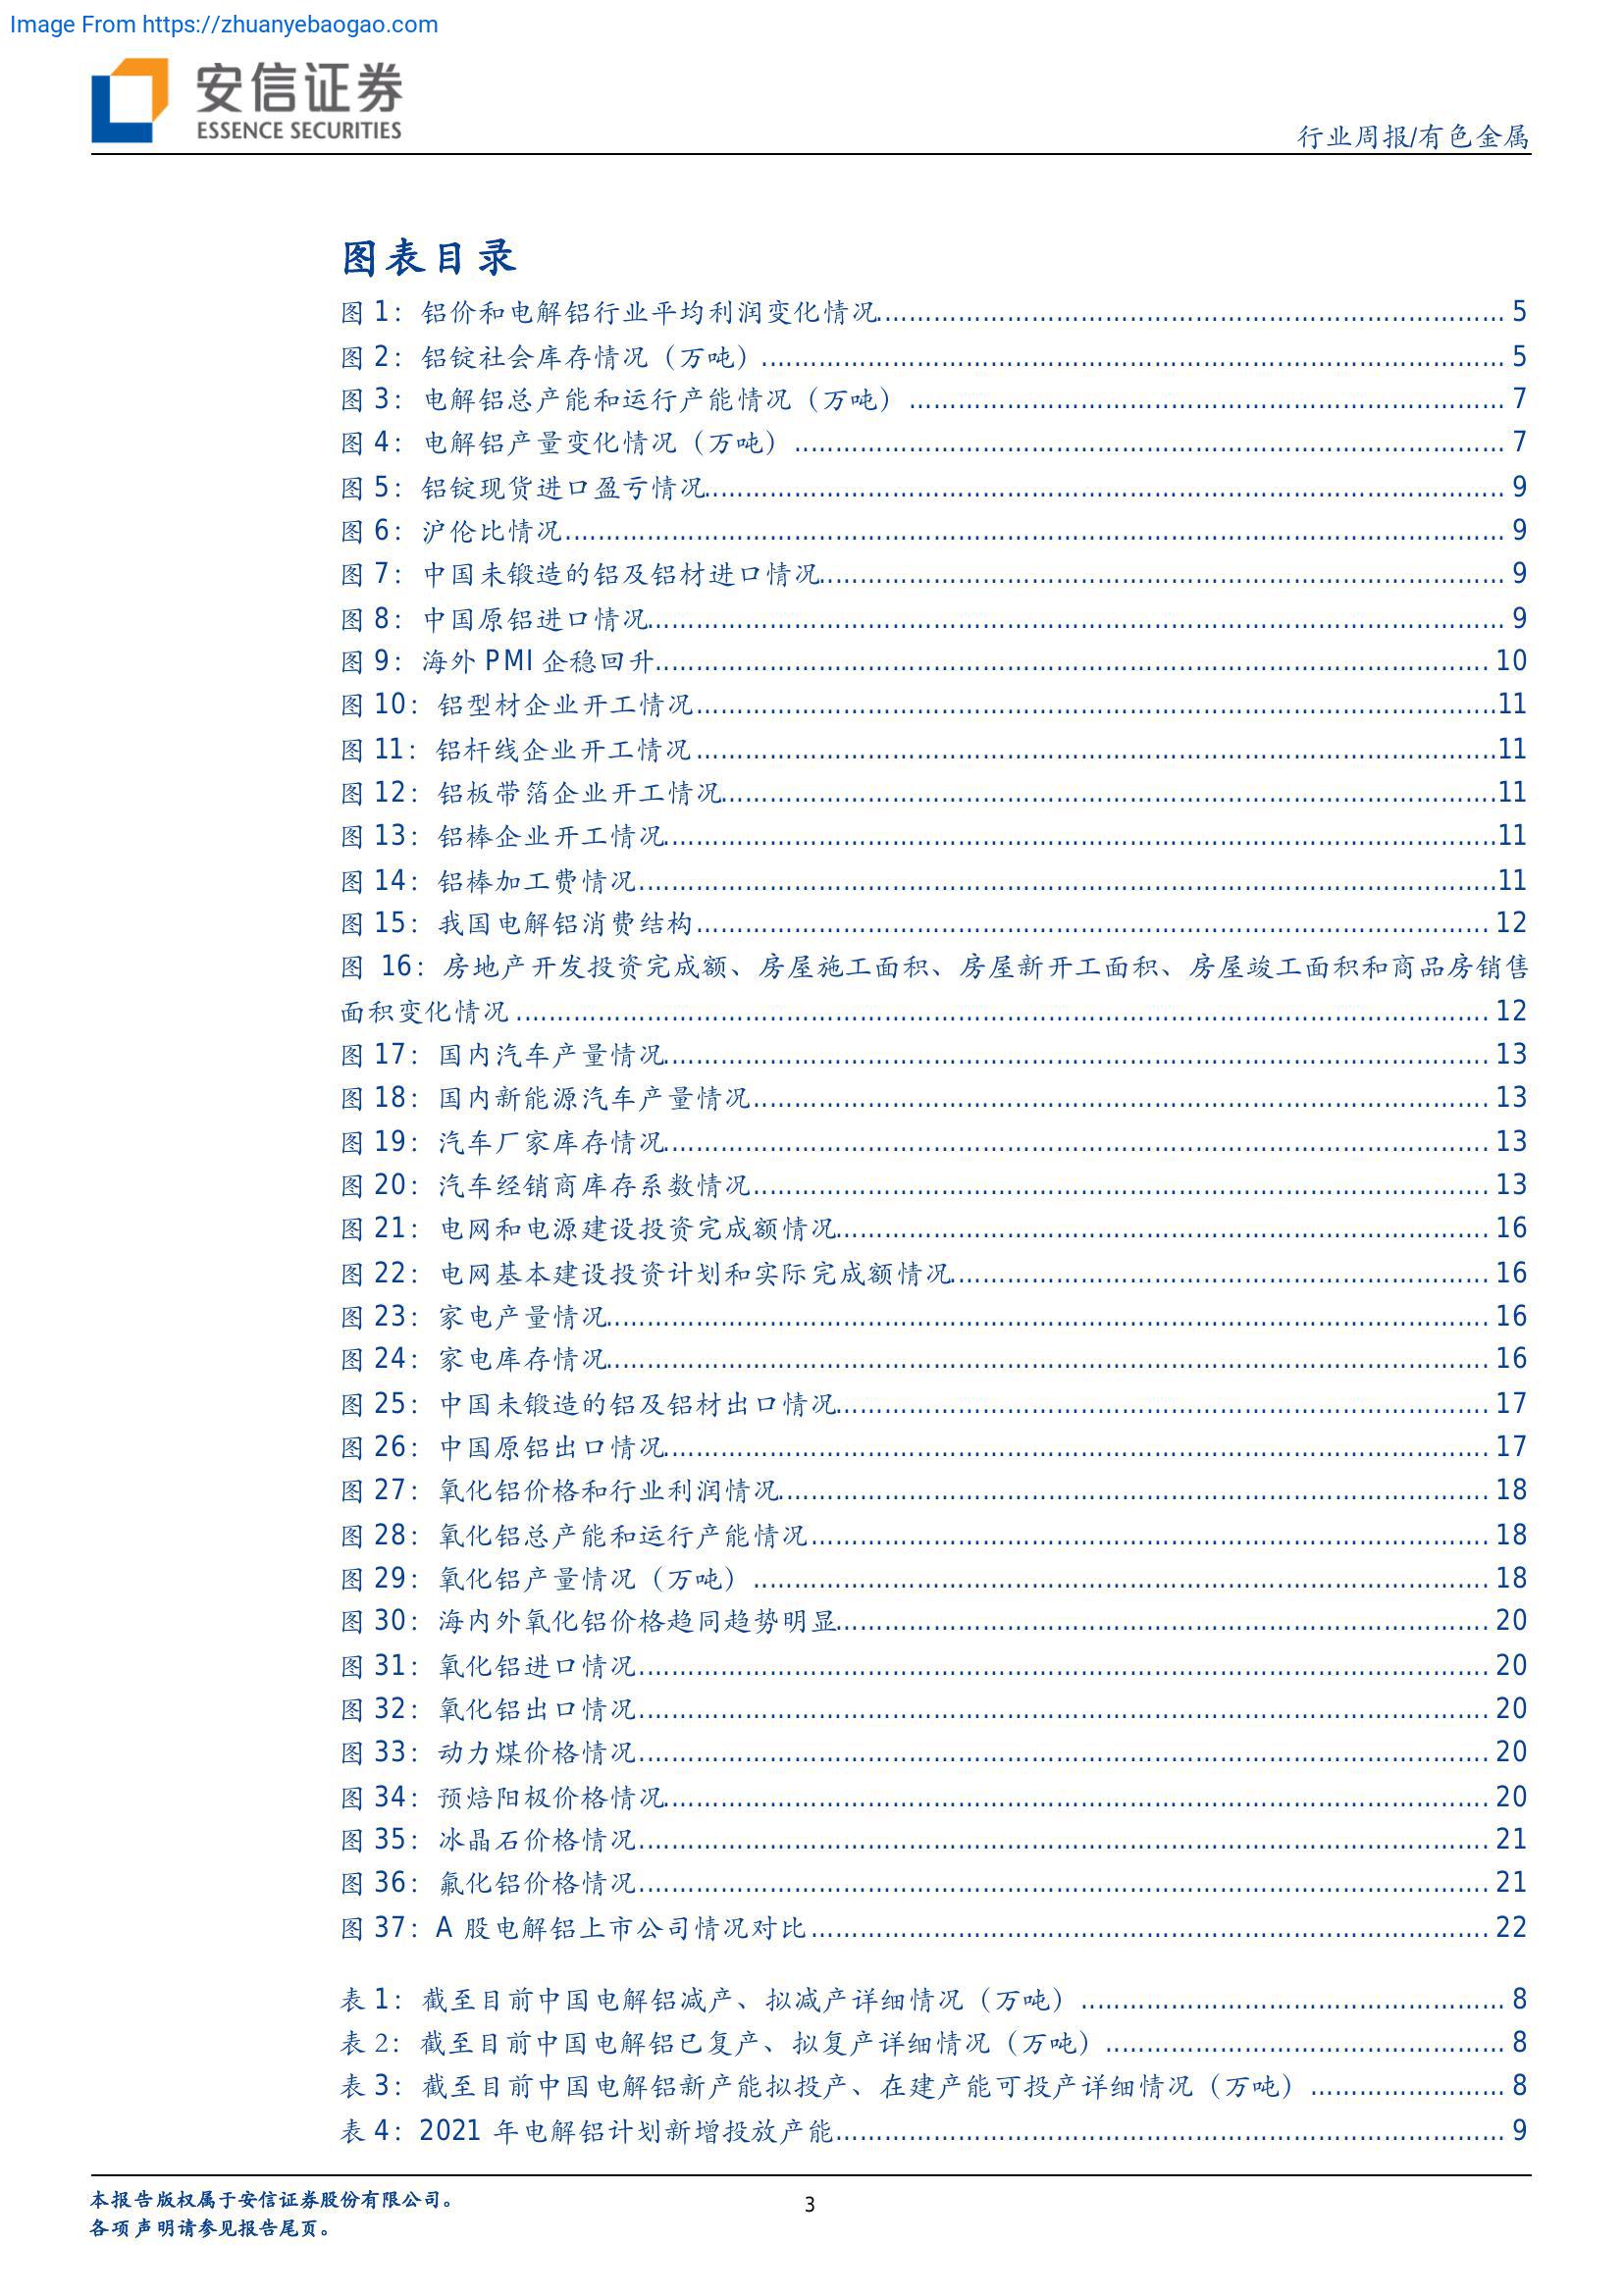 Image From https://zhuanyebaogao.com
安信证券
ESSENCE SECURITIES
行业周报/有色金属
图表目录
图 1：铝价和电解铝行业平均利润变化情况 5
图 2：铝锭社会库存情况（万吨） 5
图 3：电解铝总产能和运行产能情况（万吨） 7
图 4：电解铝产量变化情况（万吨） 7
图 5：铝锭现货进口盈亏情况 9
图 6：沪伦比情况 9
图 7：中国未锻造的铝及铝材进口情况 9
图 8：中国原铝进口情况 9
图 9：海外 PMI 企稳回升 10
图 10：铝型材企业开工情况 11
图 11：铝杆线企业开工情况 11
图 12：铝板带箔企业开工情况 11
图 13：铝棒企业开工情况 11
图 14：铝棒加工费情况 11
图 15：我国电解铝消费结构 12
图 16：房地产开发投资完成额、房屋施工面积、房屋新开工面积、房屋竣工面积和商品房销售
面积变化情况 12
图 17：国内汽车产量情况 13
图 18：国内新能源汽车产量情况 13
图 19：汽车厂家库存情况 13
图 20：汽车经销商库存系数情况 13
图 21：电网和电源建设投资完成额情况 16
图 22：电网基本建设投资计划和实际完成额情况 16
图 23：家电产量情况 16
图 24：家电库存情况 16
图 25：中国未锻造的铝及铝材出口情况 17
图 26：中国原铝出口情况 17
图 27：氧化铝价格和行业利润情况 18
图 28：氧化铝总产能和运行产能情况 18
图 29：氧化铝产量情况（万吨） 18
图 30：海内外氧化铝价格趋同趋势明显 20
图 31：氧化铝进口情况 20
图 32：氧化铝出口情况 20
图 33：动力煤价格情况 20
图 34：预焙阳极价格情况 20
图 35：冰晶石价格情况 21
图 36：氟化铝价格情况 21
图 37：A 股电解铝上市公司情况对比 22
表 1：截至目前中国电解铝减产、拟减产详细情况（万吨） 8
表 2：截至目前中国电解铝已复产、拟复产详细情况（万吨） 8
表 3：截至目前中国电解铝新产能拟投产、在建产能可投产详细情况（万吨） 8
表 4：2021 年电解铝计划新增投放产能 9
本报告版权属于安信证券股份有限公司。
各项声明请参见报告尾页。
3